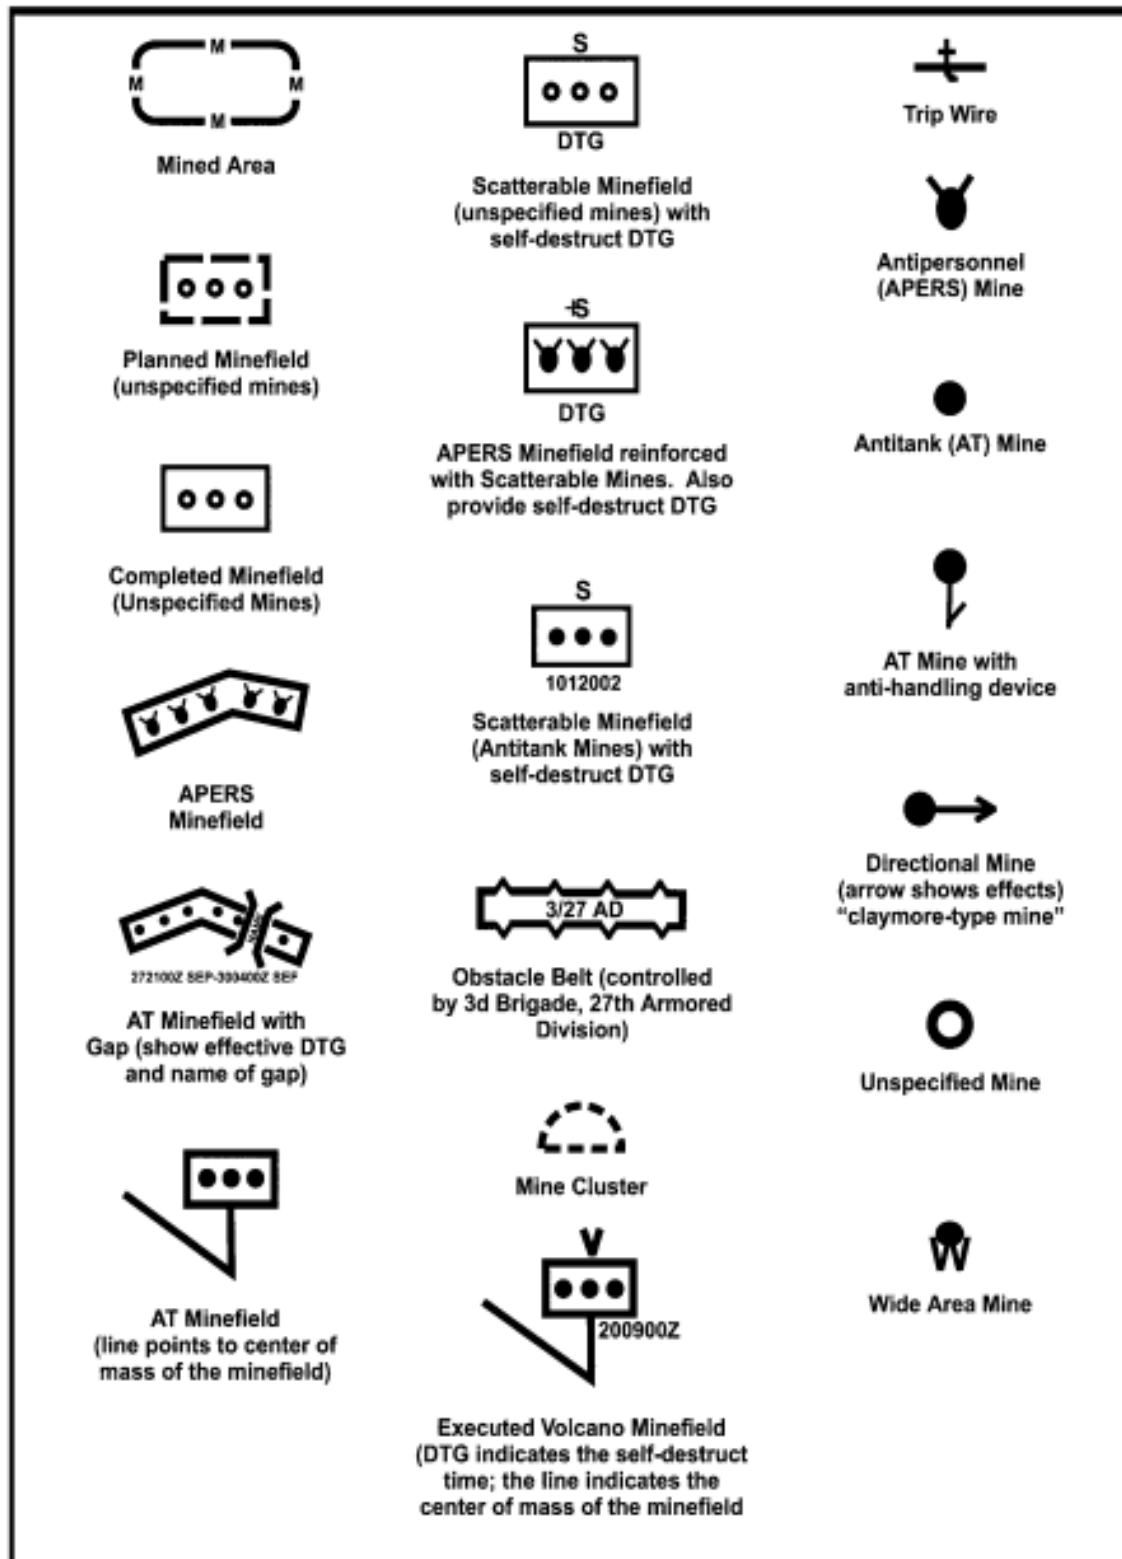 M
M
M
M
Mined Area
Planned Minefield
(unspecified mines)
Completed Minefield
(Unspecified Mines)
APERS
Minefield
NAME
272100Z SEP-300400Z SEP
AT Minefield with
Gap (show effective DTG
and name of gap)
AT Minefield
(line points to center of
mass of the minefield)
S
DTG
Scatterable Minefield
(unspecified mines) with
self-destruct DTG
+S
DTG
APERS Minefield reinforced
with Scatterable Mines. Also
provide self-destruct DTG
S
1012002
Scatterable Minefield
(Antitank Mines) with
self-destruct DTG
3/27 AD
Obstacle Belt (controlled
by 3d Brigade, 27th Armored
Division)
Mine Cluster
V
200900Z
Executed Volcano Minefield
(DTG indicates the self-destruct
time; the line indicates the
center of mass of the minefield
Trip Wire
Antipersonnel
(APERS) Mine
Antitank (AT) Mine
AT Mine with
anti-handling device
Directional Mine
(arrow shows effects)
“claymore-type mine”
Unspecified Mine
W
Wide Area Mine